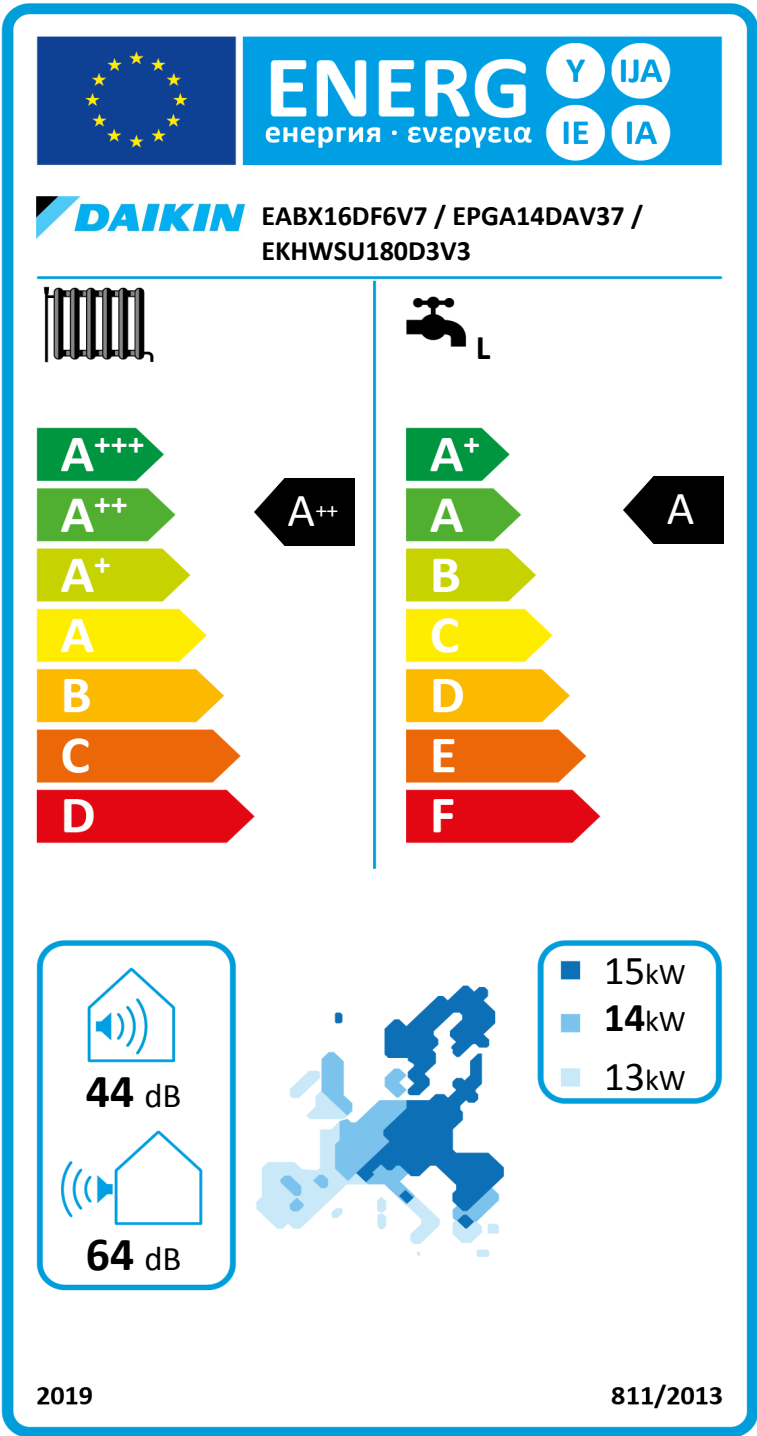 ENERG
енергия · ενεργεια
Y IJA
IE IA
DAIKIN
EABX16DF6V7 / EPGA14DAV37 /
EKHWSU180D3V3
L
A+++
A++
A+
A
B
C
D
A++
A+
A
B
C
D
E
F
A
44 dB
64 dB
15kW
14kW
13kW
2019
811/2013